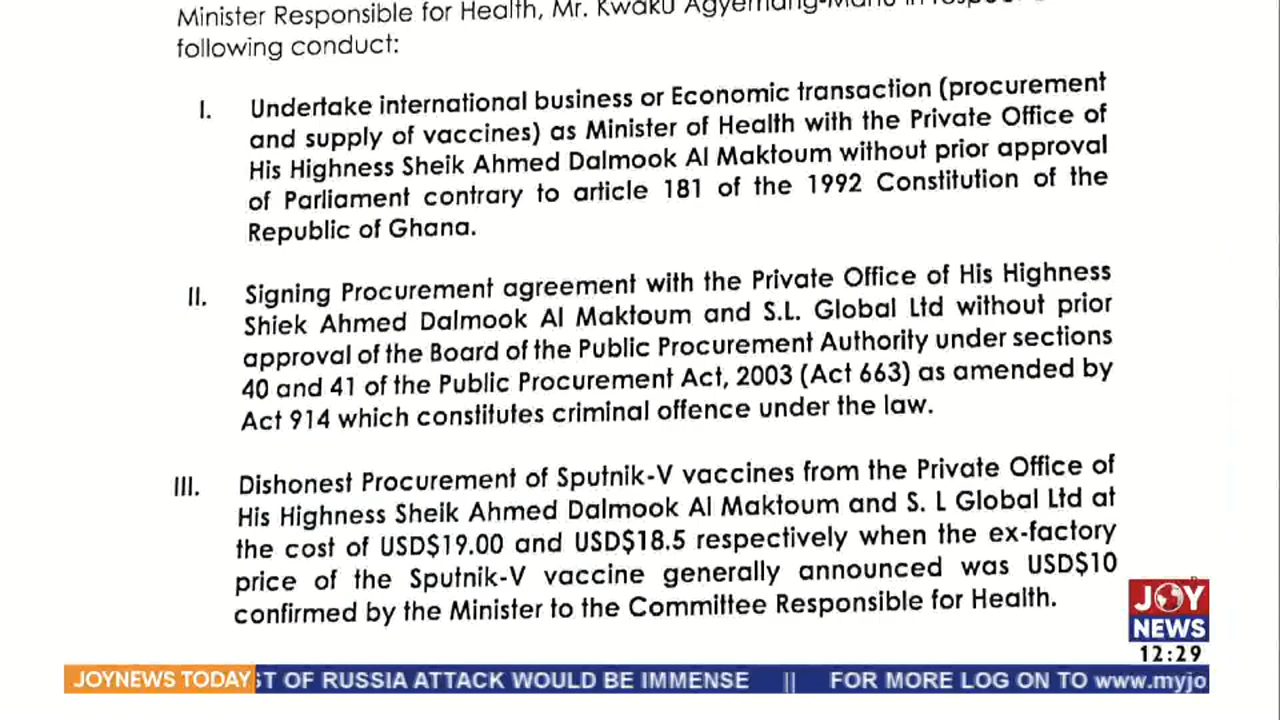 Minister Responsible for Health, Mr. Kwaku Agyemang-Manu in
following conduct:
I. Undertake international business or Economic transaction (procurement
and supply of vaccines) as Minister of Health with the Private Office of
His Highness Sheik Ahmed Dalmook Al Maktoum without prior approval
of Parliament contrary to article 181 of the 1992 Constitution of the
Republic of Ghana.
II. Signing Procurement agreement with the Private Office of His Highness
Shiek Ahmed Dalmook Al Maktoum and S.L. Global Ltd without prior
approval of the Board of the Public Procurement Authority under sections
40 and 41 of the Public Procurement Act, 2003 (Act 663) as amended by
Act 914 which constitutes criminal offence under the law.
III. Dishonest Procurement of Sputnik-V vaccines from the Private Office of
His Highness Sheik Ahmed Dalmook Al Maktoum and S. L Global Ltd at
the cost of USD$19.00 and USD$18.5 respectively when the ex-factory
price of the Sputnik-V vaccine generally announced was USD$10
confirmed by the Minister to the Committee Responsible for Health.
JOY
NEWS
12:29
JOYNEWS TODAY ST OF RUSSIA ATTACK WOULD BE IMMENSE || FOR MORE LOG ON TO www.myjo